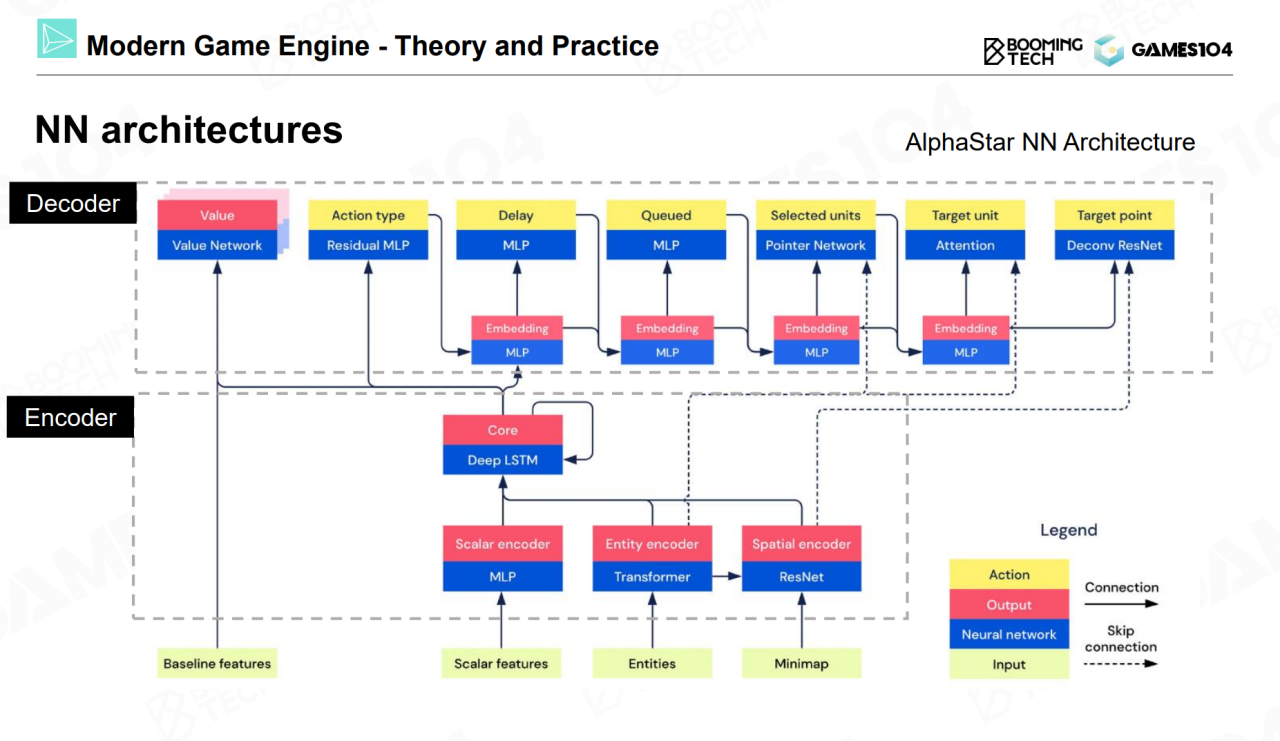 Modern Game Engine - Theory and Practice
BOOMING
TECH
GAMES104
NN architectures
AlphaStar NN Architecture
Decoder
Value
Value Network
Action type
Residual MLP
Delay
MLP
Queued
MLP
Selected units
Pointer Network
Target unit
Attention
Target point
Deconv ResNet
Embedding
MLP
Embedding
MLP
Embedding
MLP
Embedding
MLP
Encoder
Core
Deep LSTM
Scalar encoder
MLP
Entity encoder
Transformer
Spatial encoder
ResNet
Baseline features
Scalar features
Entities
Minimap
Legend
Action
Output
Neural network
Input
Connection
Skip
connection